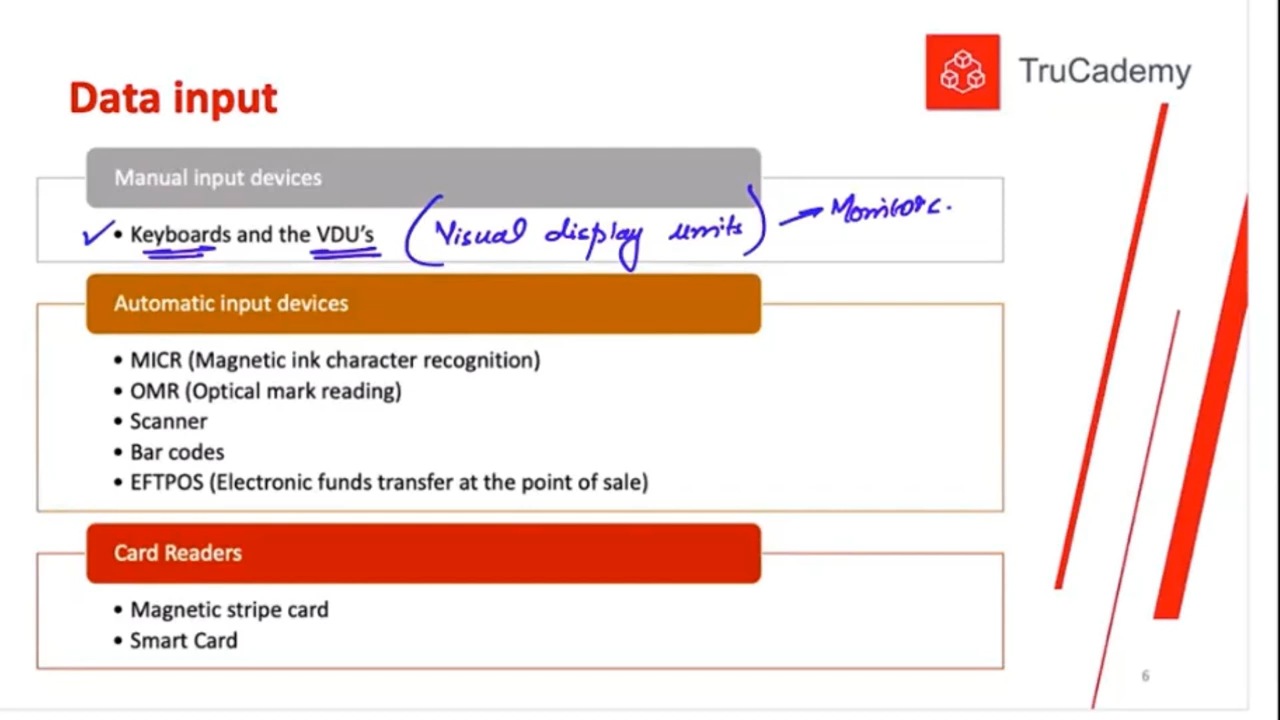 TruCademy
Data input
Manual input devices
• Keyboards and the VDU's (Visual display units) → Monitors.
Automatic input devices
• MICR (Magnetic ink character recognition)
• OMR (Optical mark reading)
• Scanner
• Bar codes
• EFTPOS (Electronic funds transfer at the point of sale)
Card Readers
• Magnetic stripe card
• Smart Card
6